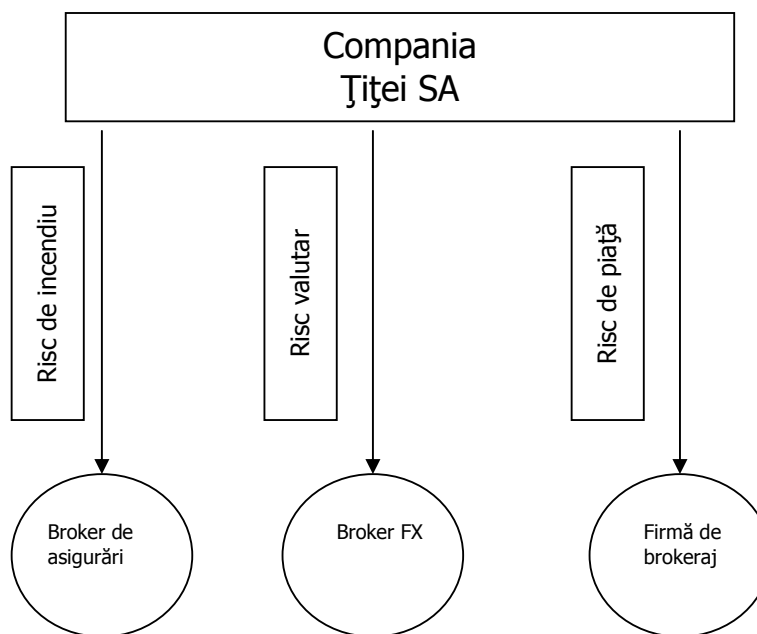 Compania
Ţiţei SA
Risc de incendiu
Risc valutar
Risc de piaţă
Broker de
asigurări
Broker FX
Firmă de
brokeraj